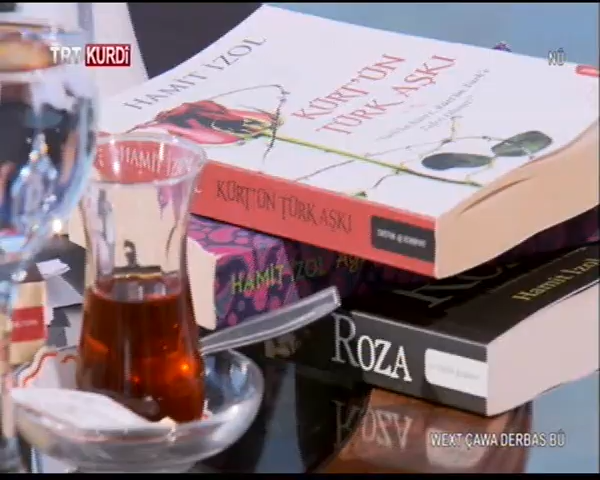 TRT KURDİ
NÛ
HAMİT İZOL
KÜRT'ÜN
TÜRK AŞKI
HAMİT İZOL
KÜRT'ÜN TÜRK AŞKI
HAMİT İZOL
Hamit İzol
ROZA
WEXT ÇAWA DERBAS BÛ